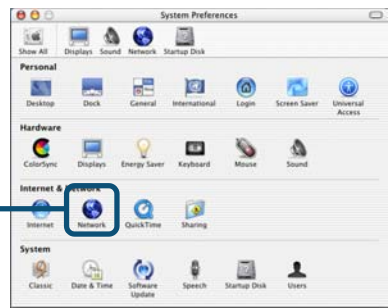 System Preferences
Show All Displays Sound Network Startup Disk
Personal
Desktop Dock General International Login Screen Saver Universal Access
Hardware
ColorSync Displays Energy Saver Keyboard Mouse Sound
Internet & Network
Internet Network QuickTime Sharing
System
Classic Date & Time Software Update Speech Startup Disk Users